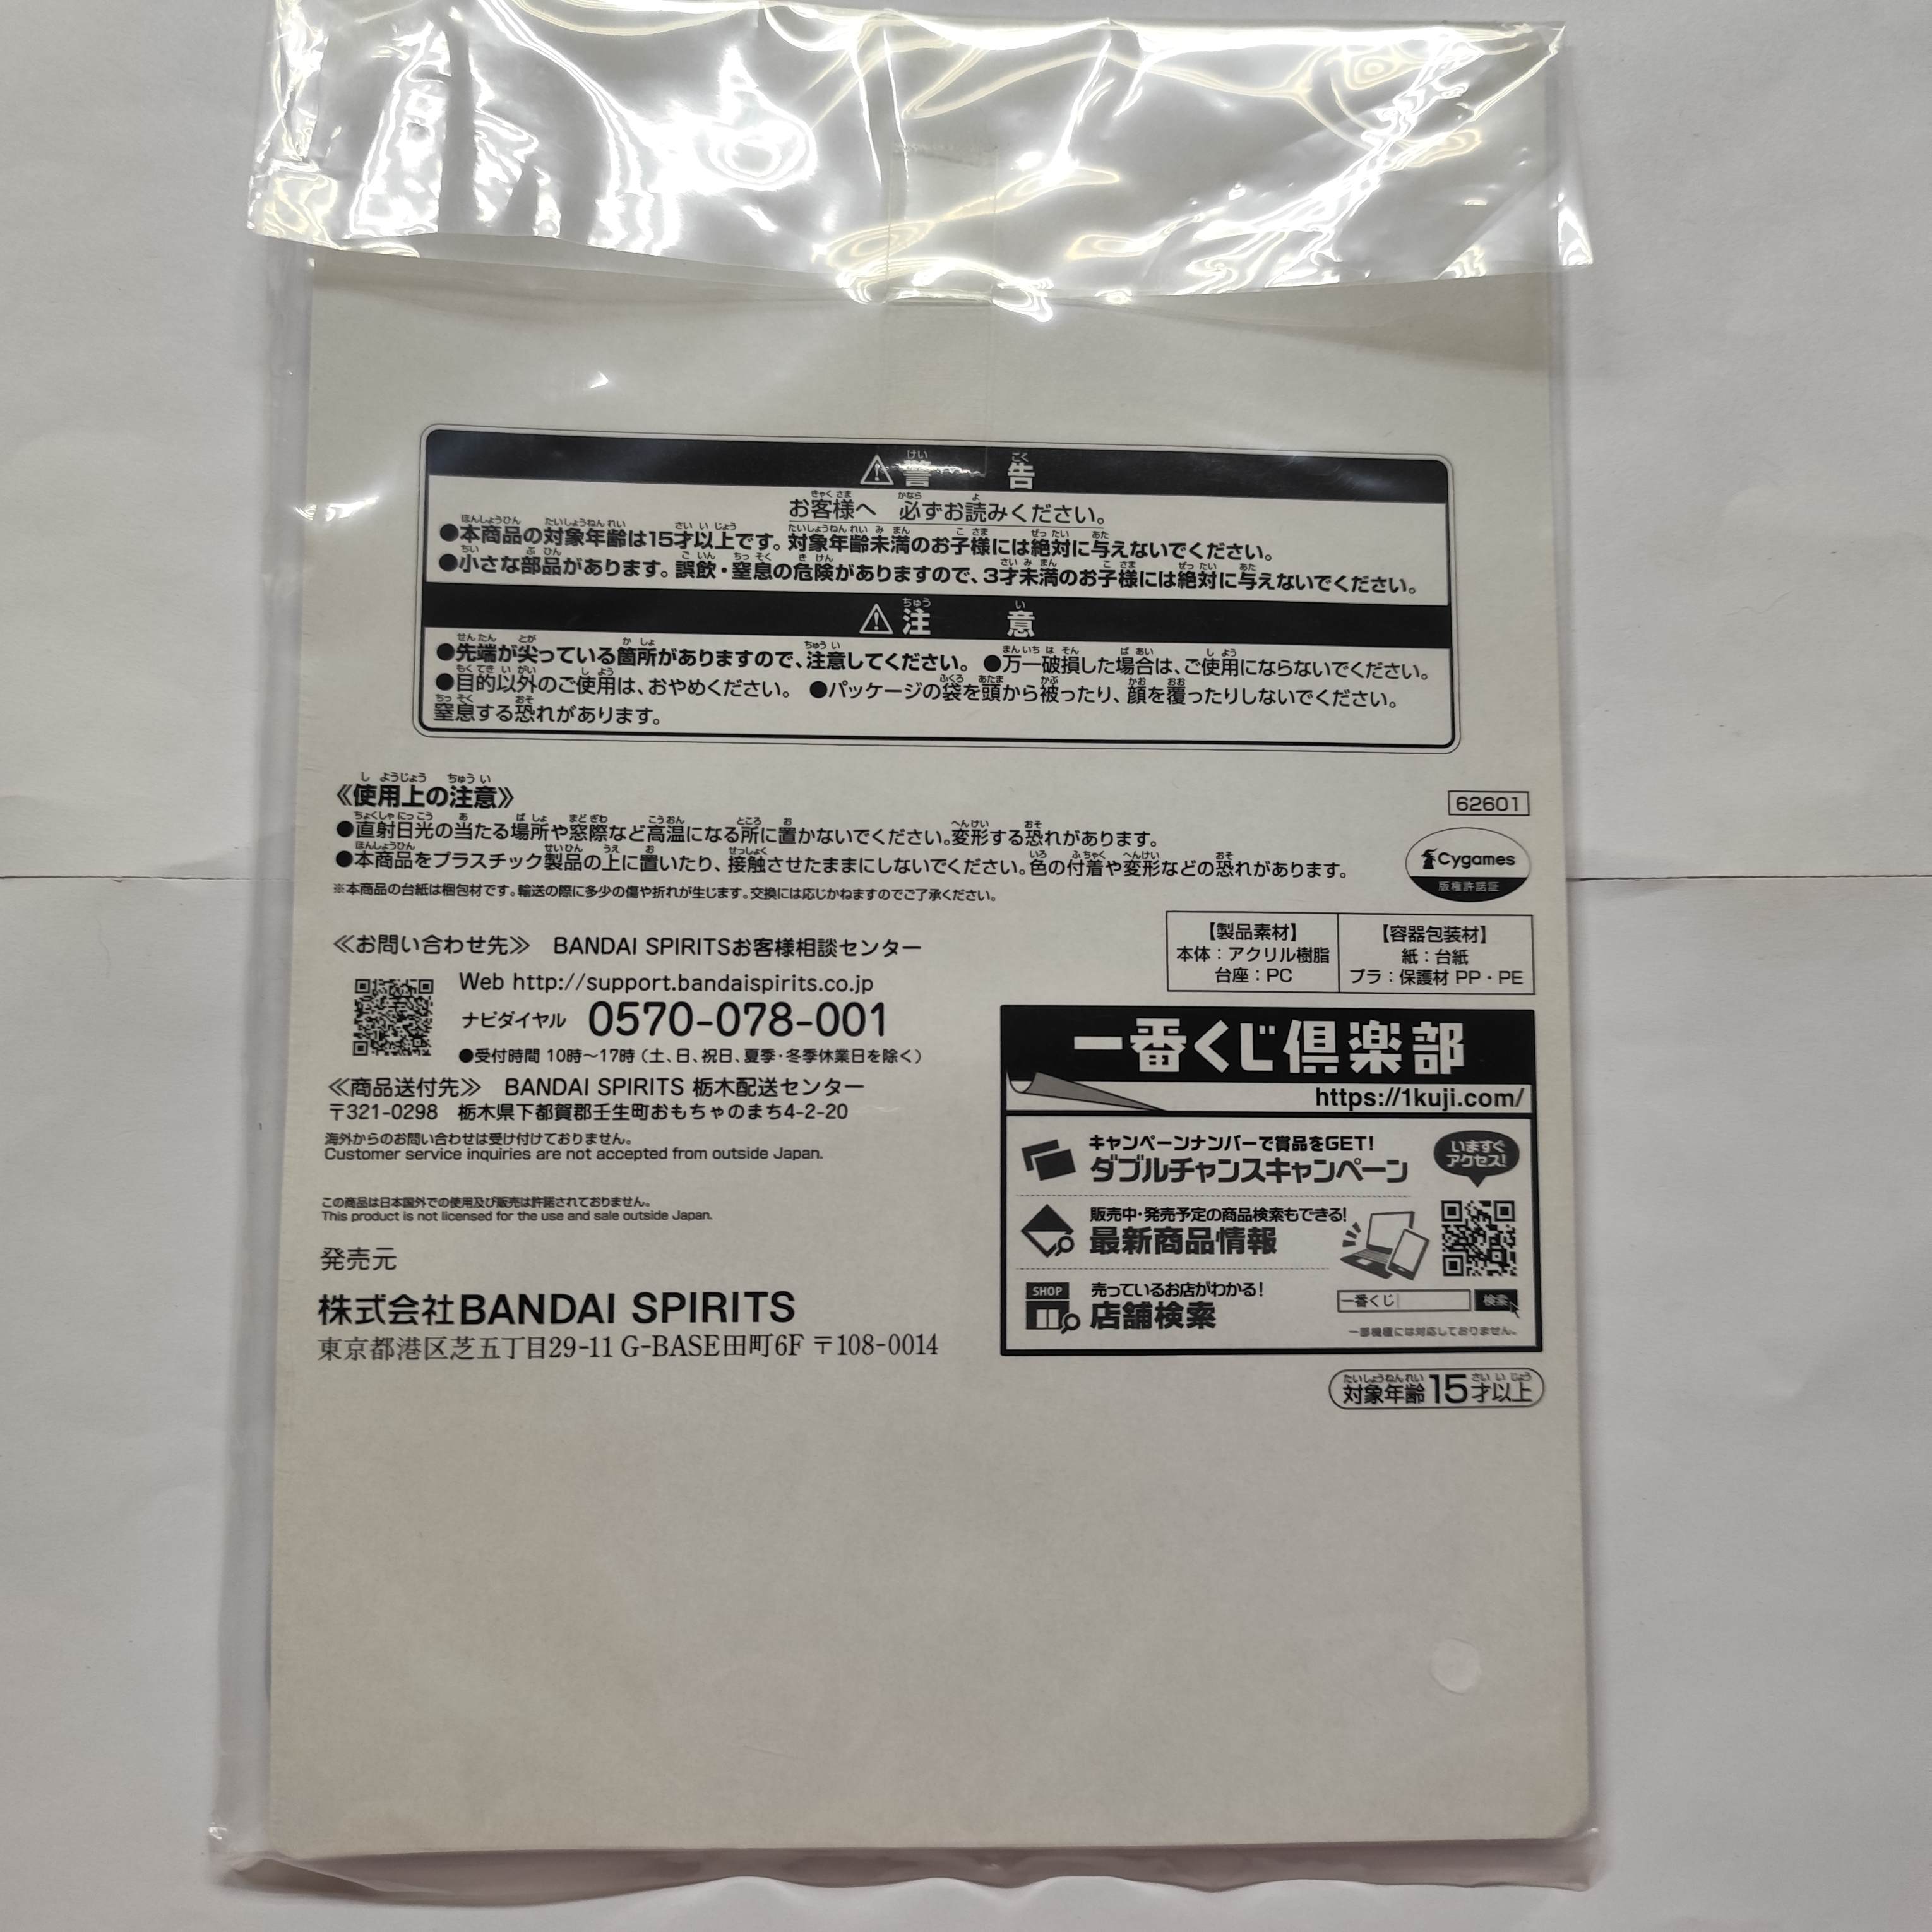 警告
お客様へ 必ずお読みください。
●本商品の対象年齢は15才以上です。対象年齢未満のお子様には絶対に与えないでください。
●小さな部品があります。誤飲・窒息の危険がありますので、3才未満のお子様には絶対に与えないでください。
注意
●先端が尖っている箇所がありますので、注意してください。 ●万一破損した場合は、ご使用にならないでください。
●目的以外のご使用は、おやめください。 ●パッケージの袋を頭から被ったり、顔を覆ったりしないでください。
窒息する恐れがあります。
《使用上の注意》
●直射日光の当たる場所や窓際など高温になる所に置かないでください。変形する恐れがあります。
●本商品をプラスチック製品の上に置いたり、接触させたままにしないでください。色の付着や変形などの恐れがあります。
※本商品の台紙は梱包材です。輸送の際に多少の傷や折れが生じます。交換には応じかねますのでご了承ください。
62601
Cygames
版権許諾証
≪お問い合わせ先≫ BANDAI SPIRITSお客様相談センター
Web http://support.bandaispirits.co.jp
ナビダイヤル 0570-078-001
●受付時間 10時～17時（土、日、祝日、夏季・冬季休業日を除く）
≪商品送付先≫ BANDAI SPIRITS 栃木配送センター
〒321-0298 栃木県下都賀郡壬生町おもちゃのまち4-2-20
海外からのお問い合わせは受け付けておりません。
Customer service inquiries are not accepted from outside Japan.
この商品は日本国外での使用及び販売は許諾されておりません。
This product is not licensed for the use and sale outside Japan.
発売元
株式会社BANDAI SPIRITS
東京都港区芝五丁目29-11 G-BASE田町6F 〒108-0014
【製品素材】
本体：アクリル樹脂
台座：PC
【容器包装材】
紙：台紙
プラ：保護材 PP・PE
一番くじ倶楽部
https://1kuji.com/
キャンペーンナンバーで賞品をGET!
ダブルチャンスキャンペーン
いますぐ
アクセス!
販売中・発売予定の商品検索もできる!
最新商品情報
SHOP
売っているお店がわかる!
店舗検索
一番くじ 検索
一部機種には対応しておりません。
対象年齢15才以上